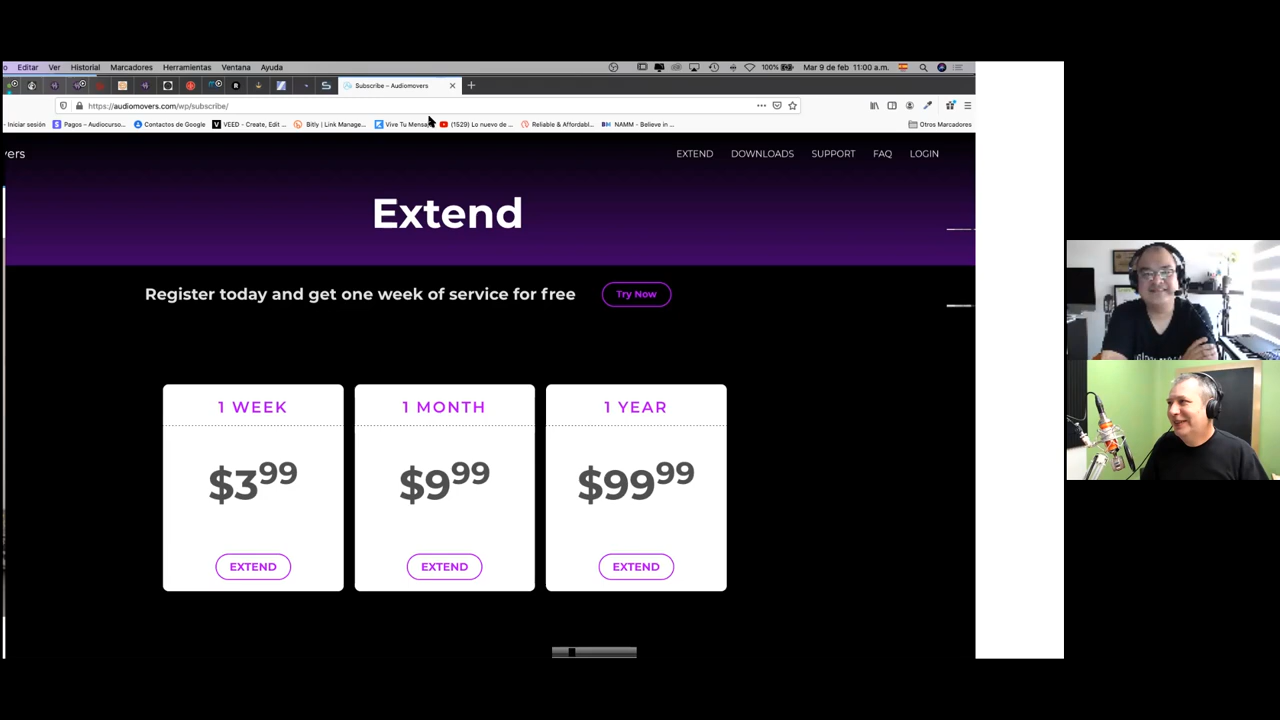 Editar Ver Historial Marcadores Herramientas Ventana Ayuda 100% Mar 9 de feb 11:00 a.m.
Subscribe – Audiomovers
https://audiomovers.com/wp/subscribe/
Iniciar sesión Pagos – Audiocurso... Contactos de Google VEED - Create, Edit ... Bitly | Link Manage... Vive Tu Mensaj (1529) Lo nuevo de ... Reliable & Affordabl... NAMM - Believe in ... Otros Marcadores
vers EXTEND DOWNLOADS SUPPORT FAQ LOGIN
Extend
Register today and get one week of service for free Try Now
1 WEEK 1 MONTH 1 YEAR
$399 $999 $9999
EXTEND EXTEND EXTEND